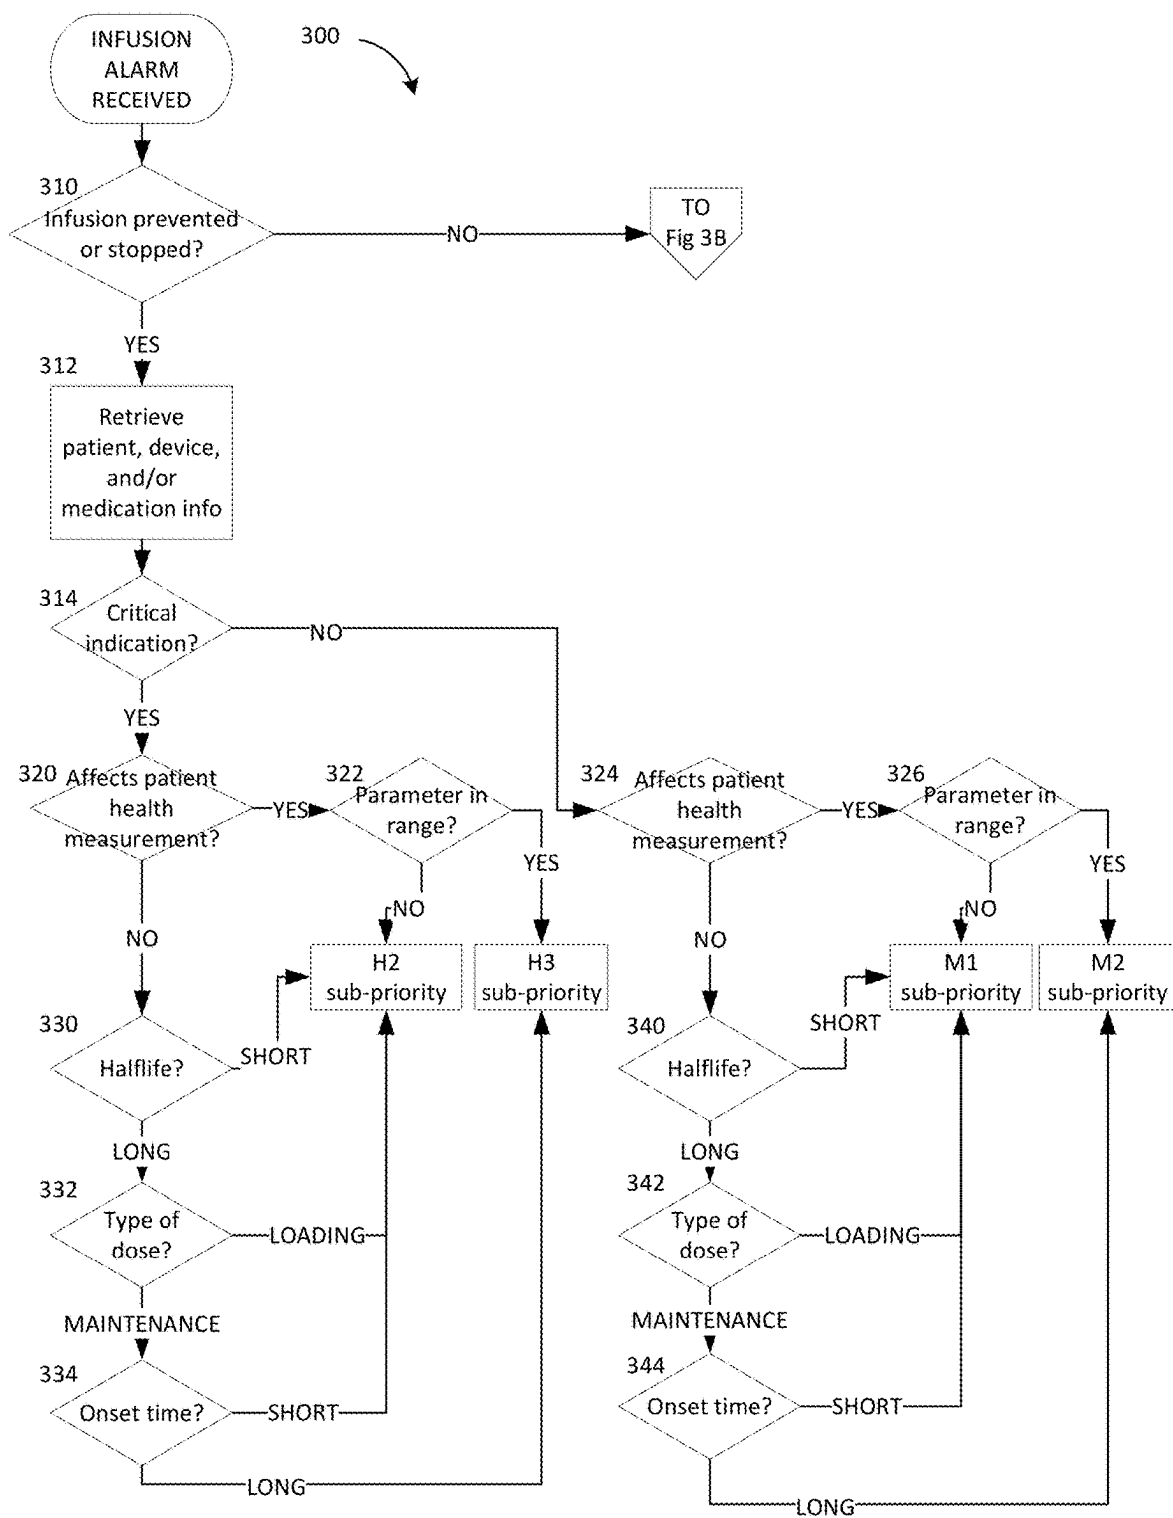 INFUSION
ALARM
RECEIVED
300
310
Infusion prevented
or stopped?
NO
TO
Fig 3B
YES
312
Retrieve
patient, device,
and/or
medication info
314
Critical
indication?
NO
YES
320
Affects patient
health
measurement?
YES
322
Parameter in
range?
324
Affects patient
health
measurement?
YES
326
Parameter in
range?
YES
YES
NO
NO
NO
NO
H2
sub-priority
H3
sub-priority
M1
sub-priority
M2
sub-priority
330
Halflife?
SHORT
340
Halflife?
SHORT
LONG
LONG
332
Type of
dose?
LOADING
342
Type of
dose?
LOADING
MAINTENANCE
MAINTENANCE
334
Onset time?
SHORT
344
Onset time?
SHORT
LONG
LONG